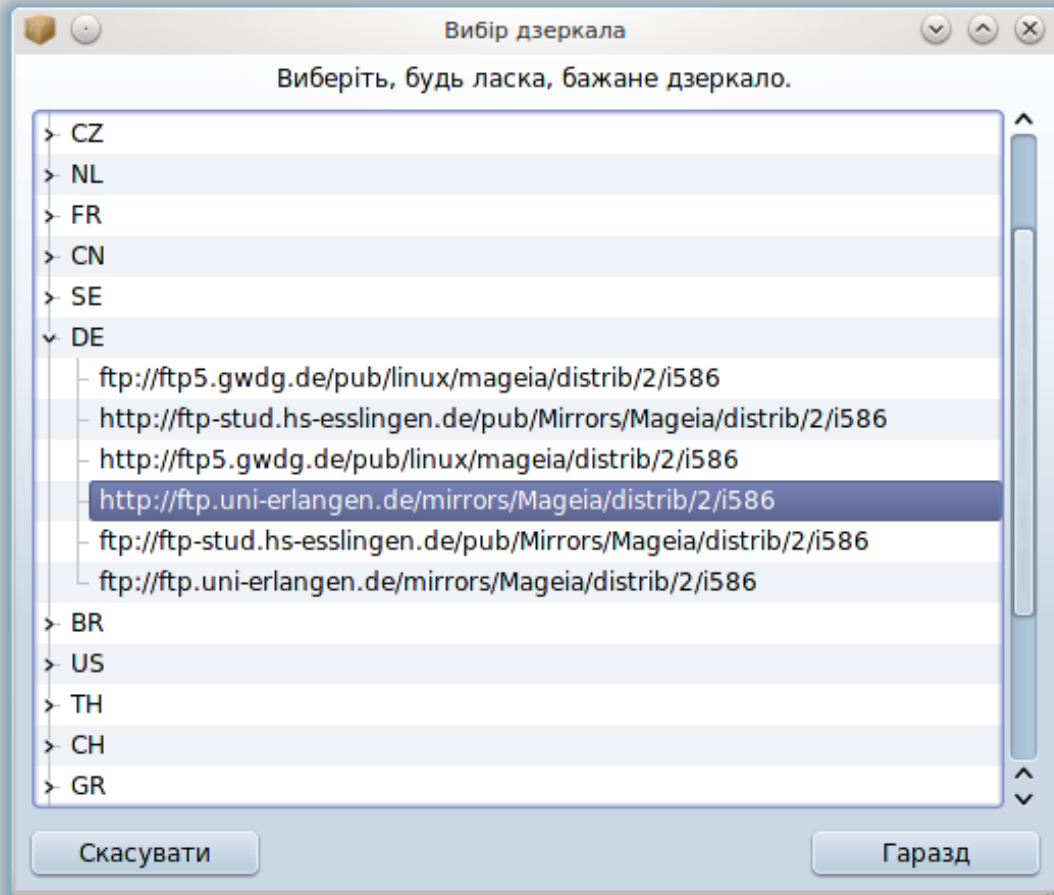 Вибір дзеркала
Виберіть, будь ласка, бажане дзеркало.
CZ
NL
FR
CN
SE
DE
ftp://ftp5.gwdg.de/pub/linux/mageia/distrib/2/i586
http://ftp-stud.hs-esslingen.de/pub/Mirrors/Mageia/distrib/2/i586
http://ftp5.gwdg.de/pub/linux/mageia/distrib/2/i586
http://ftp.uni-erlangen.de/mirrors/Mageia/distrib/2/i586
ftp://ftp-stud.hs-esslingen.de/pub/Mirrors/Mageia/distrib/2/i586
ftp://ftp.uni-erlangen.de/mirrors/Mageia/distrib/2/i586
BR
US
TH
CH
GR
Скасувати Гаразд